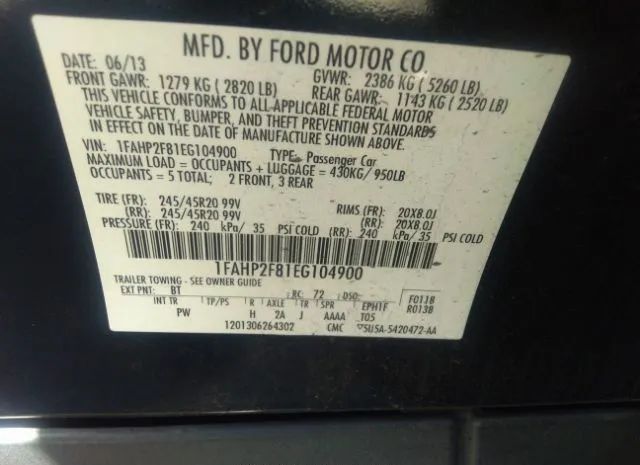 MFD. BY FORD MOTOR CO
DATE: 06/13 GVWR: 2386 KG ( 5260 LB)
FRONT GAWR: 1279 KG ( 2820 LB) REAR GAWR: 1143 KG ( 2520 LB)
THIS VEHICLE CONFORMS TO ALL APPLICABLE FEDERAL MOTOR
VEHICLE SAFETY, BUMPER, AND THEFT PREVENTION STANDARDS
IN EFFECT ON THE DATE OF MANUFACTURE SHOWN ABOVE.
VIN: 1FAHP2F81EG104900 TYPE: Passenger Car
MAXIMUM LOAD = OCCUPANTS + LUGGAGE = 430KG/ 950LB
OCCUPANTS = 5 TOTAL; 2 FRONT, 3 REAR
TIRE (FR): 245/45R20 99V RIMS (FR): 20X8.0J
(RR): 245/45R20 99V (RR): 20X8.0J
PRESSURE (FR): 240 kPa/ 35 PSI COLD (RR): 240 kPa/ 35 PSI COLD
1FAHP2F81EG104900
TRAILER TOWING - SEE OWNER GUIDE
EXT PNT: BT RC: 72 DSO: F0118
R0138
INT TR TP/PS R AXLE TR SPR EPH1F
PW H 2A J AAAA T05
1201306264302 CMC 5U5A-5420472-AA